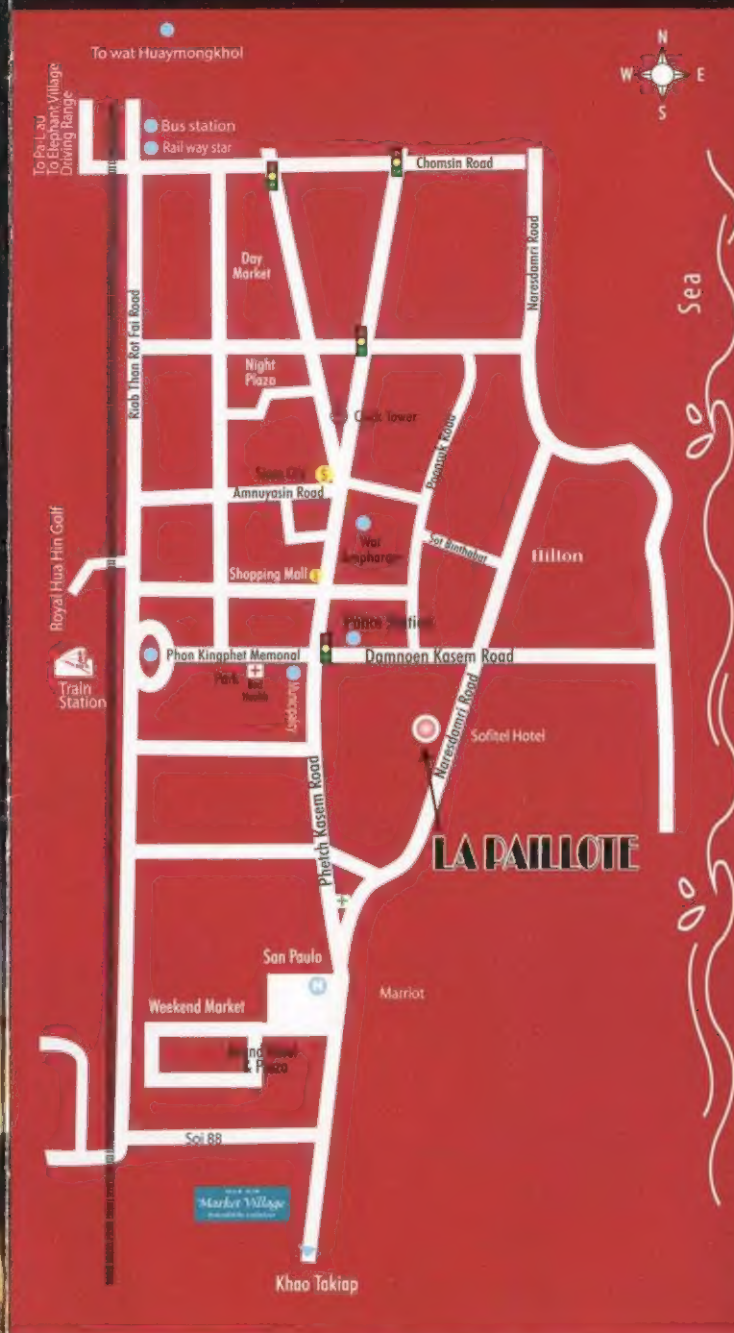 To wat Huaymongkhol
N
W
E
S
To Pa-L au
To Elephant Village
Driving Range
Bus station
Rail way star
Chomsin Road
Day
Market
Naresdamri Road
Sea
Riab Than Rot Fai Road
Night
Plaza
Clock Tower
Poonsuk Road
Siam City
S
Amnuyasin Road
Wat
Soi Binthabat
Hilton
Royal Hua Hin Golf
Shopping Mall
Police Station
Phon Kingphet Memonal
Park
Damnoen Kasem Road
Train
Station
Health
Municipality
Naresdamri Road
Sofitel Hotel
LA PAILLOTE
Phetch Kasem Road
San Paulo
H
Marriot
Weekend Market
& Plaza
Soi 88
Market Village
Khao Takiap